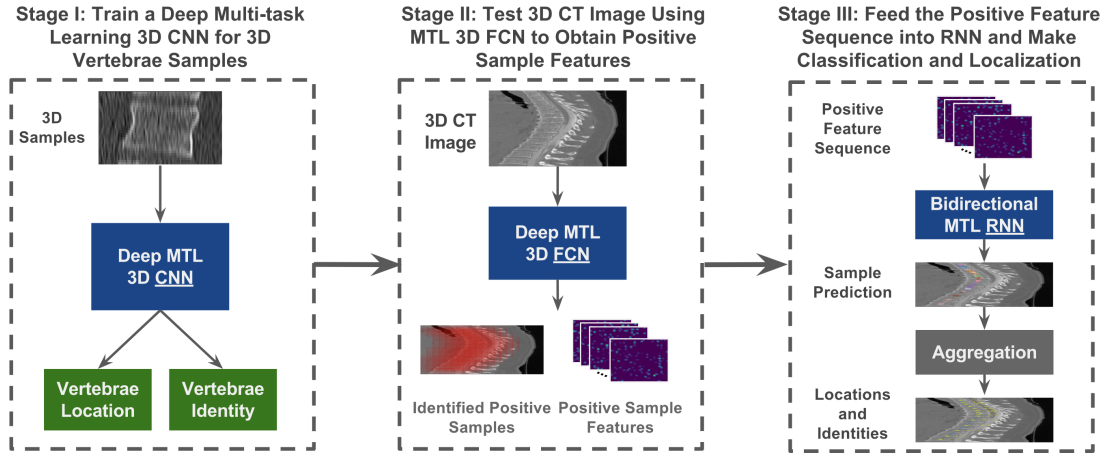 Stage I: Train a Deep Multi-task
Learning 3D CNN for 3D
Vertebrae Samples
3D
Samples
Deep MTL
3D CNN
Vertebrae
Location
Vertebrae
Identity
Stage II: Test 3D CT Image Using
MTL 3D FCN to Obtain Positive
Sample Features
3D CT
Image
Deep MTL
3D FCN
Identified Positive
Samples
Positive Sample
Features
Stage III: Feed the Positive Feature
Sequence into RNN and Make
Classification and Localization
Positive
Feature
Sequence
Bidirectional
MTL RNN
Sample
Prediction
Aggregation
Locations
and
Identities